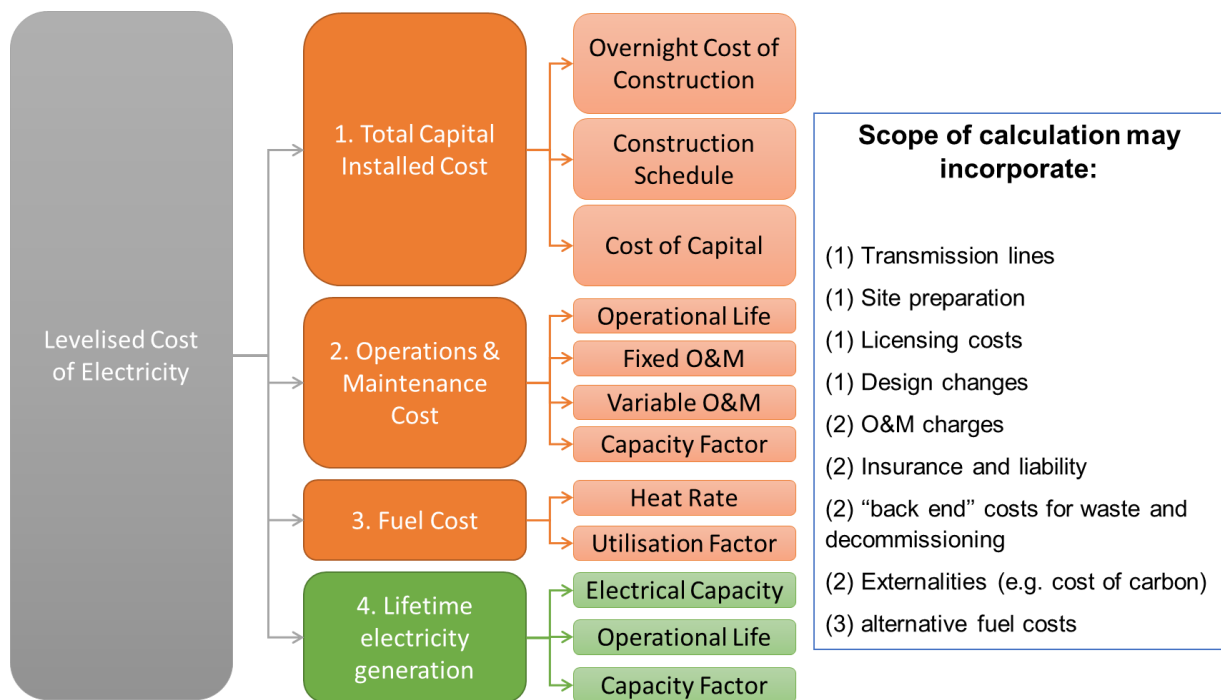 Levelised Cost
of Electricity
1. Total Capital
Installed Cost
Overnight Cost of
Construction
Construction
Schedule
Cost of Capital
2. Operations &
Maintenance
Cost
Operational Life
Fixed O&M
Variable O&M
Capacity Factor
3. Fuel Cost
Heat Rate
Utilisation Factor
4. Lifetime
electricity
generation
Electrical Capacity
Operational Life
Capacity Factor
Scope of calculation may
incorporate:
(1) Transmission lines
(1) Site preparation
(1) Licensing costs
(1) Design changes
(2) O&M charges
(2) Insurance and liability
(2) “back end” costs for waste and
decommissioning
(2) Externalities (e.g. cost of carbon)
(3) alternative fuel costs